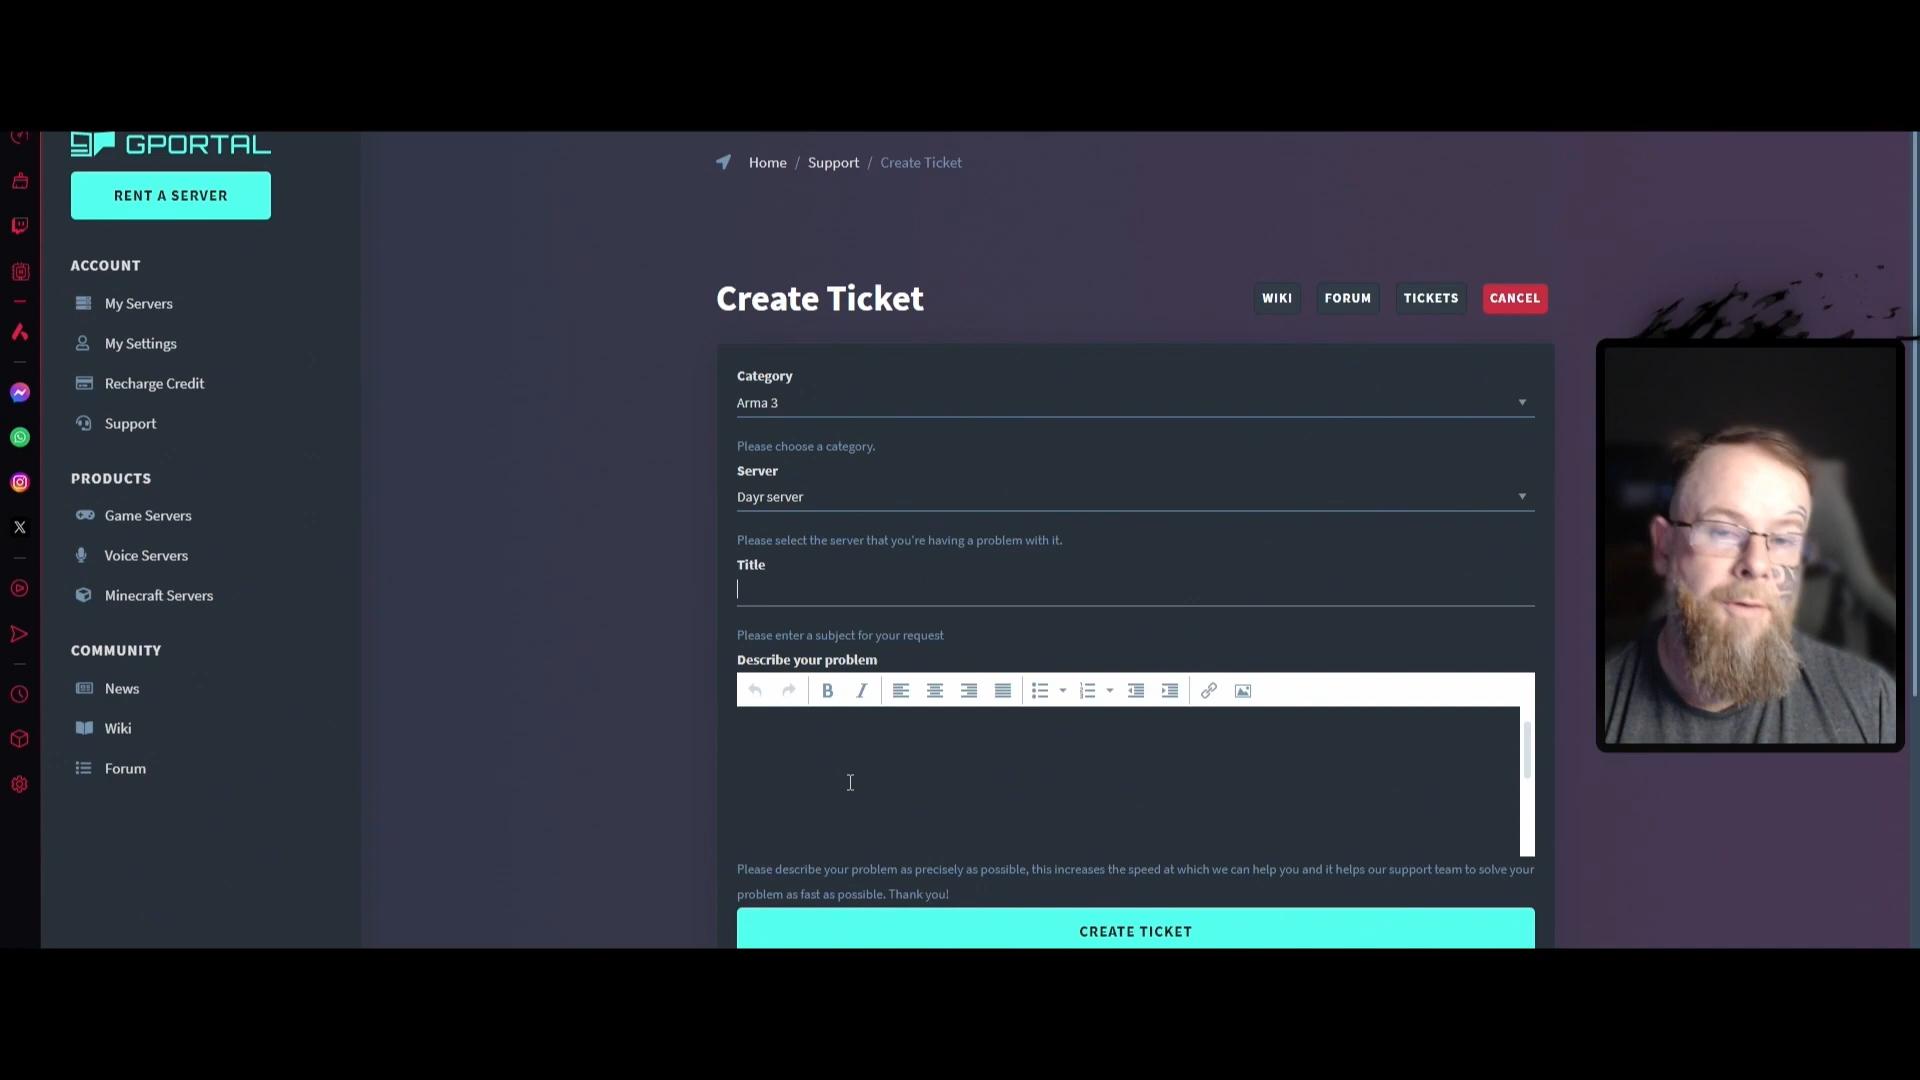 GPORTAL
RENT A SERVER
ACCOUNT
My Servers
My Settings
Recharge Credit
Support
PRODUCTS
Game Servers
Voice Servers
Minecraft Servers
COMMUNITY
News
Wiki
Forum
Home / Support / Create Ticket
Create Ticket
WIKI
FORUM
TICKETS
CANCEL
Category
Arma 3
Please choose a category.
Server
Dayr server
Please select the server that you're having a problem with it.
Title
Please enter a subject for your request
Describe your problem
Please describe your problem as precisely as possible, this increases the speed at which we can help you and it helps our support team to solve your
problem as fast as possible. Thank you!
CREATE TICKET